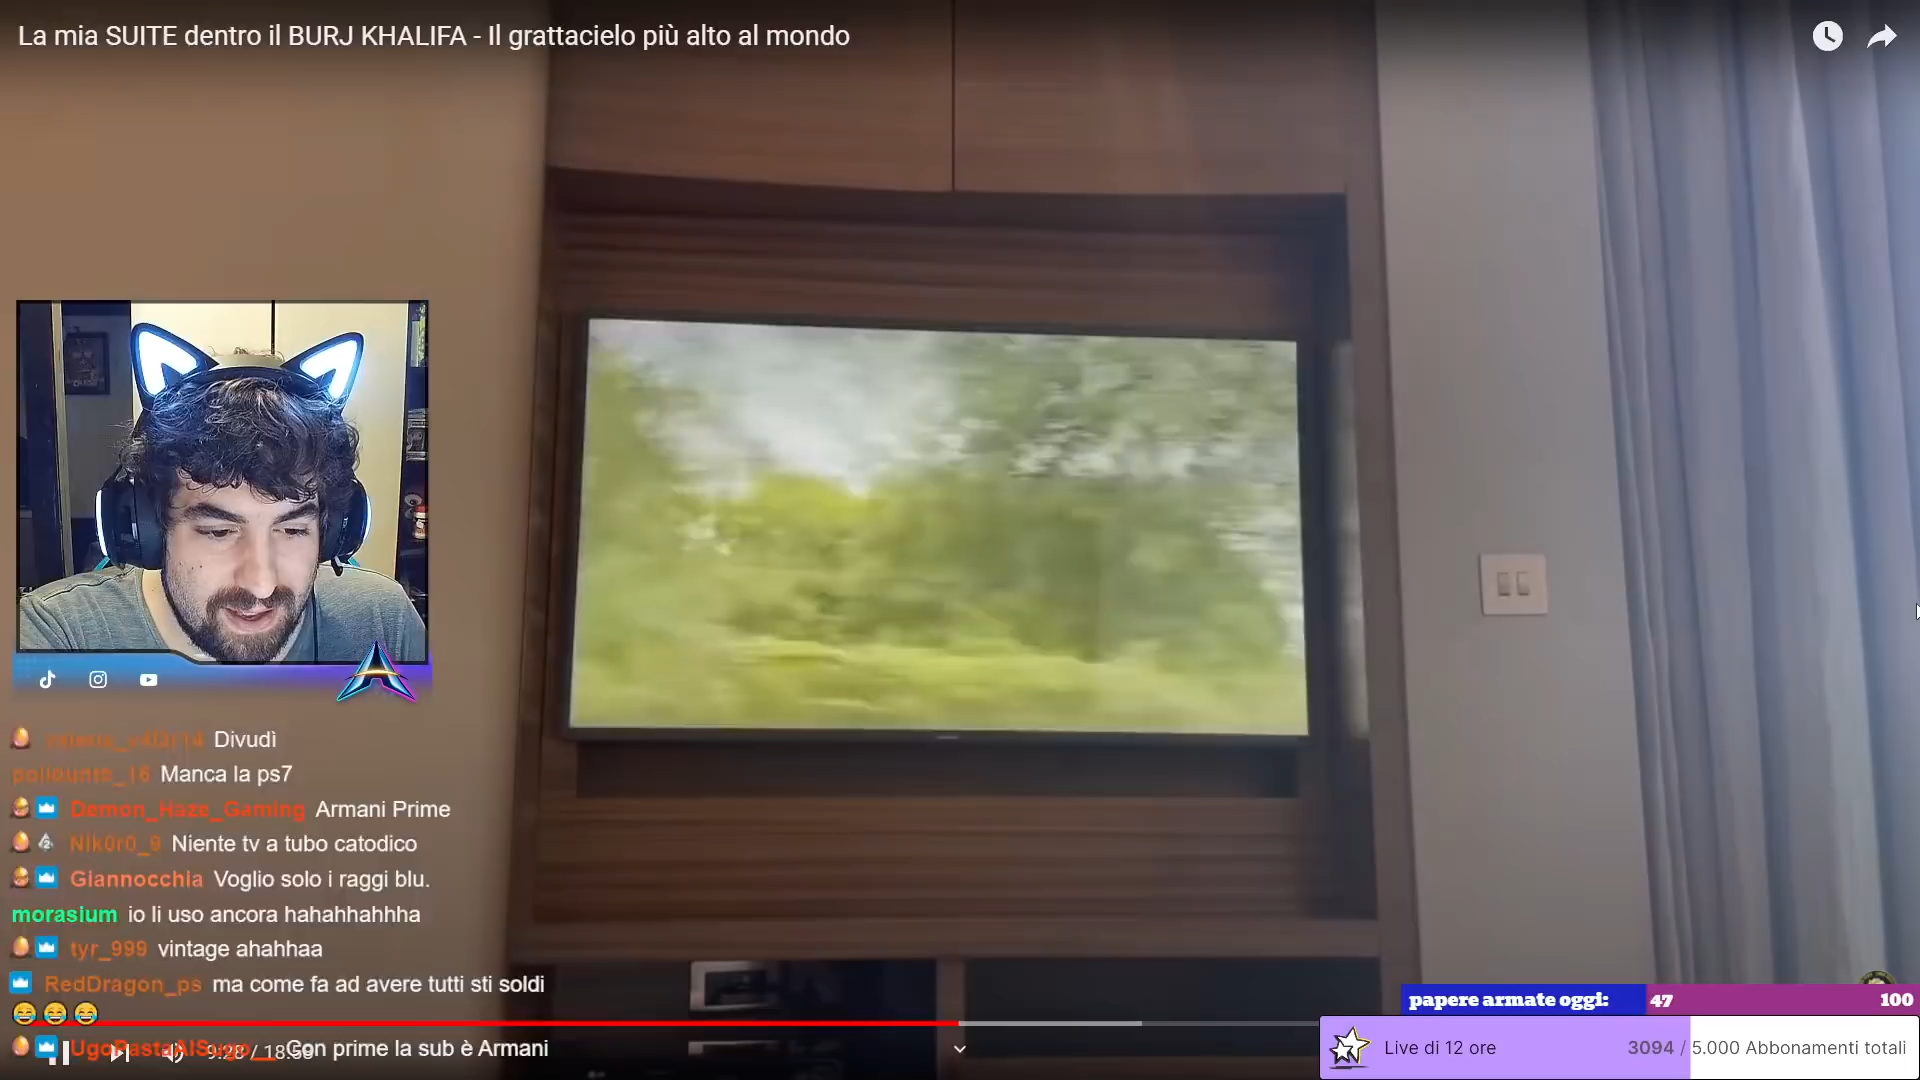 La mia SUITE dentro il BURJ KHALIFA - Il grattacielo più alto al mondo
Divudì
Manca la ps7
Demon_Haze_Gaming Armani Prime
Nik0r0_9 Niente tv a tubo catodico
Giannocchia Voglio solo i raggi blu.
morasium io li uso ancora hahahhahhha
tyr_999 vintage ahahhaa
RedDragon_ps ma come fa ad avere tutti sti soldi
😂 😂 😂
Con prime la sub è Armani
papere armate oggi: 47 100
Live di 12 ore 3094 / 5.000 Abbonamenti totali